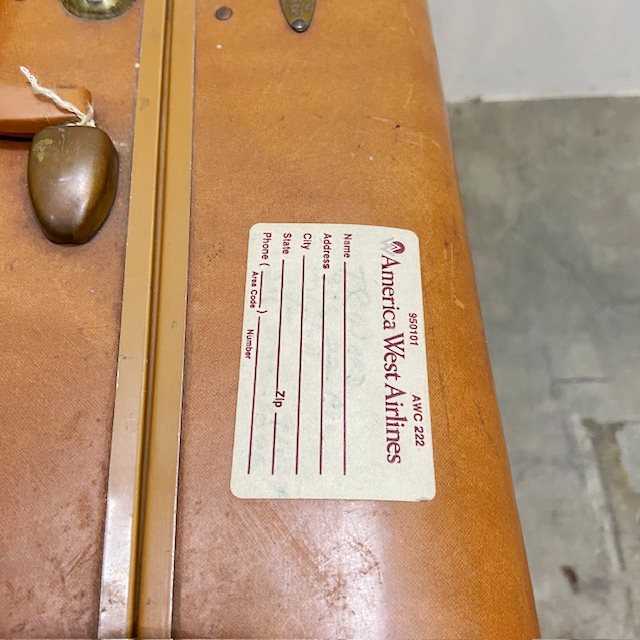 950101 AWC 222
America West Airlines
Name
Address
City
State Zip
Phone ( )
Area Code Number